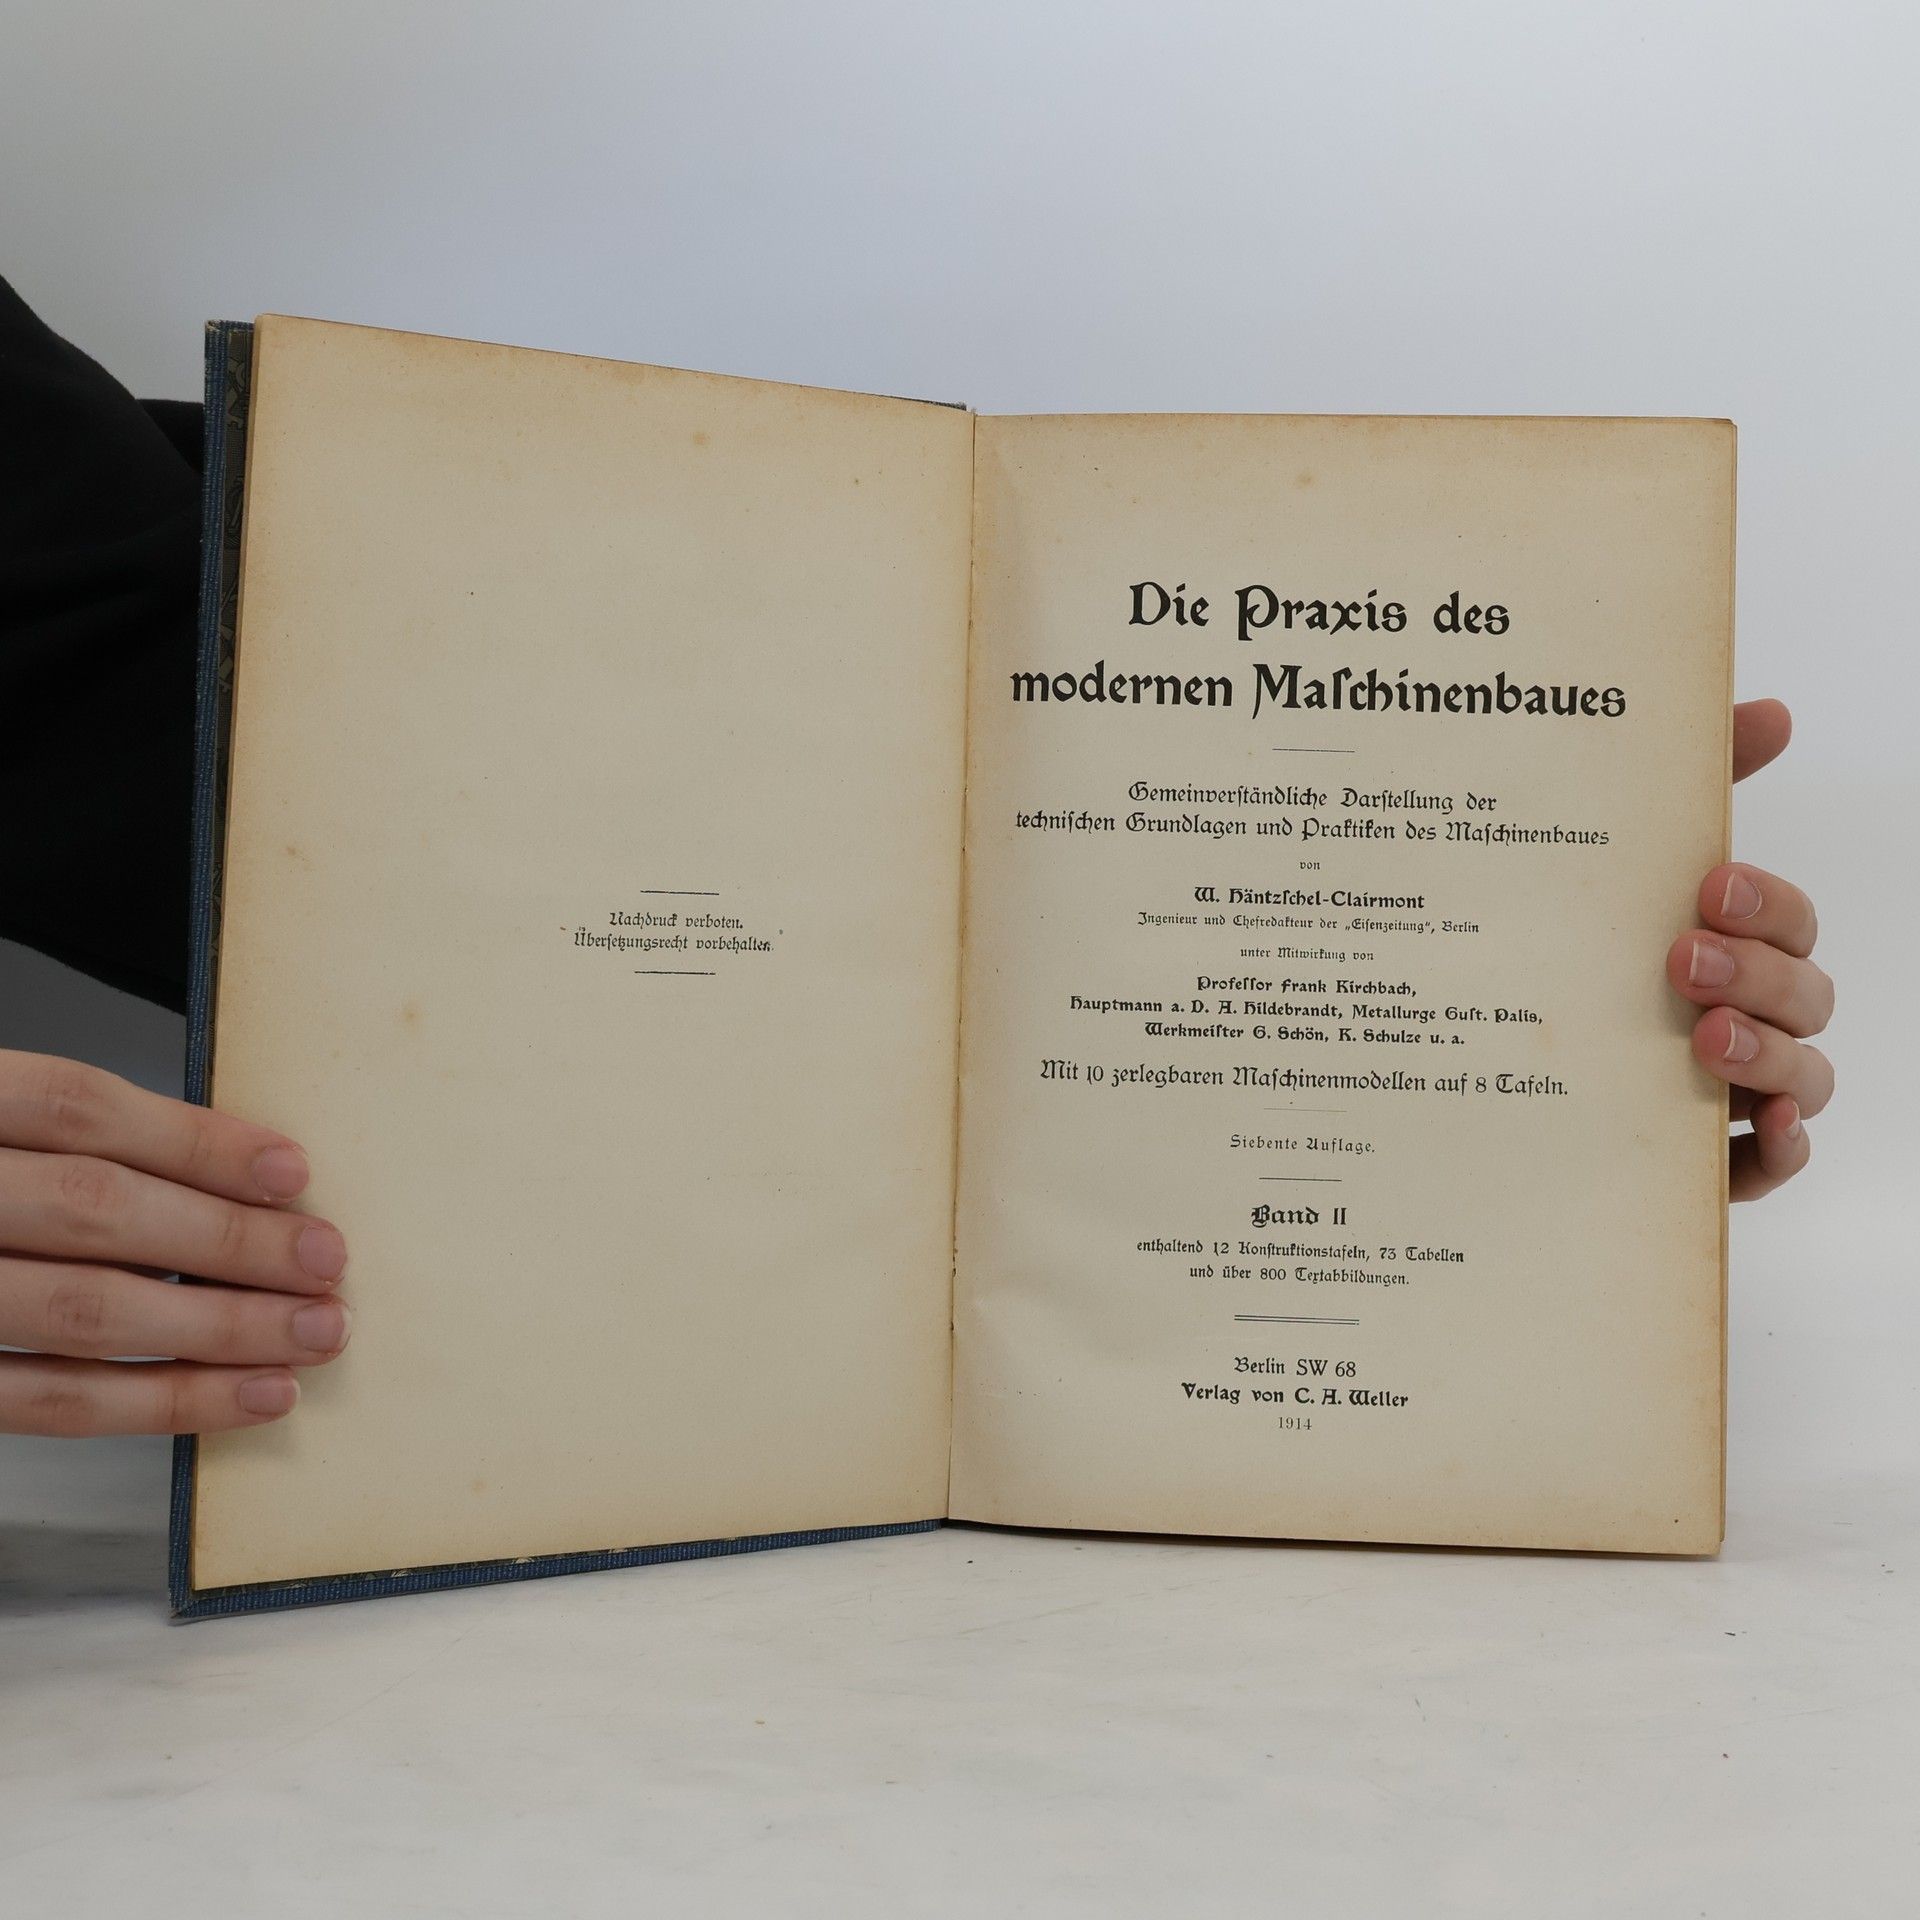 Nachdruck verboten.
Übersetzungsrecht vorbehalten.
Die Praxis des
modernen Maſchinenbaues
Gemeinverſtändliche Darſtellung der
techniſchen Grundlagen und Praktiken des Maſchinenbaues
von
W. Häntzſchel-Clairmont
Ingenieur und Chefredakteur der „Eiſenzeitung“, Berlin
unter Mitwirkung von
Profeſſor Frank Kirchbach,
Hauptmann a. D. A. Hildebrandt, Metallurge Guſt. Palis,
Werkmeiſter G. Schön, K. Schulze u. a.
Mit 10 zerlegbaren Maſchinenmodellen auf 8 Tafeln.
Siebente Auflage.
Band II
enthaltend 12 Konſtruktionstafeln, 73 Tabellen
und über 800 Textabbildungen.
Berlin SW 68
Verlag von C. A. Weller
1914